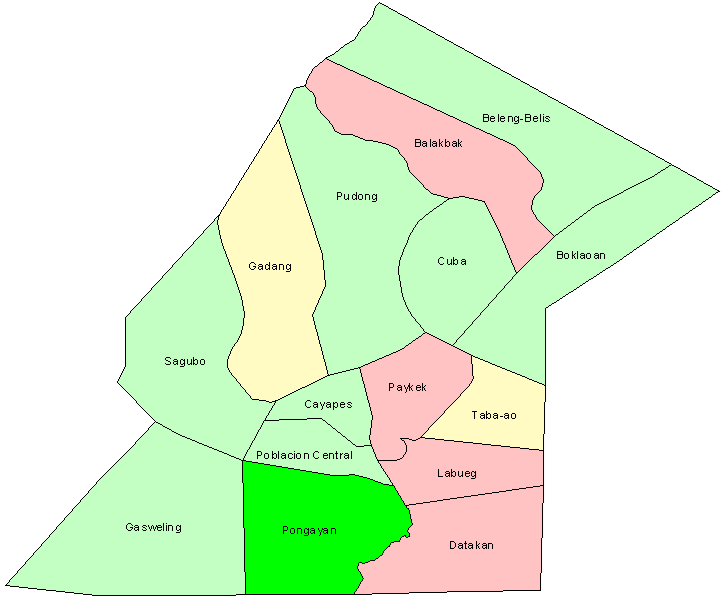 Beleng-Belis
Balakbak
Pudong
Boklaoan
Cuba
Gadang
Sagubo
Paykek
Cayapes
Taba-ao
Poblacion Central
Labueg
Gasweling
Pongayan
Datakan